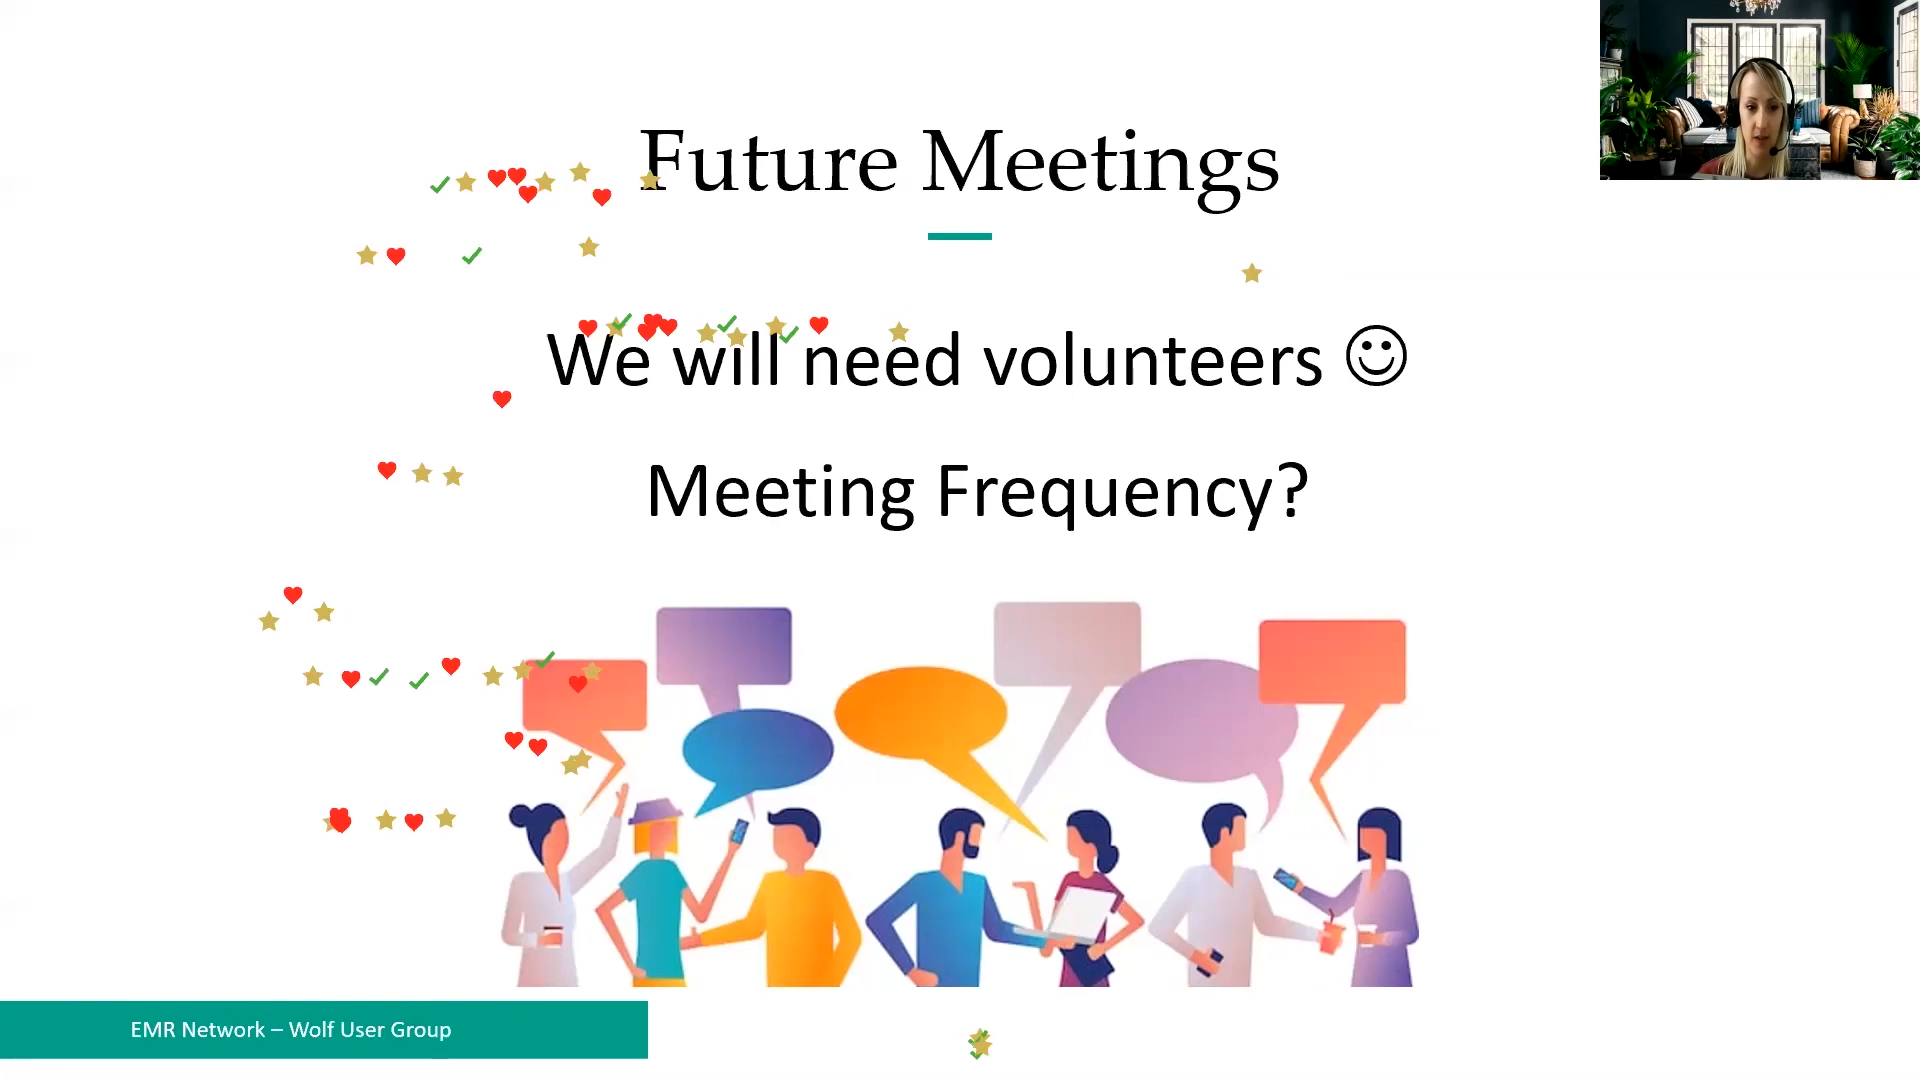 Future Meetings
We will need volunteers ☺
Meeting Frequency?
EMR Network – Wolf User Group